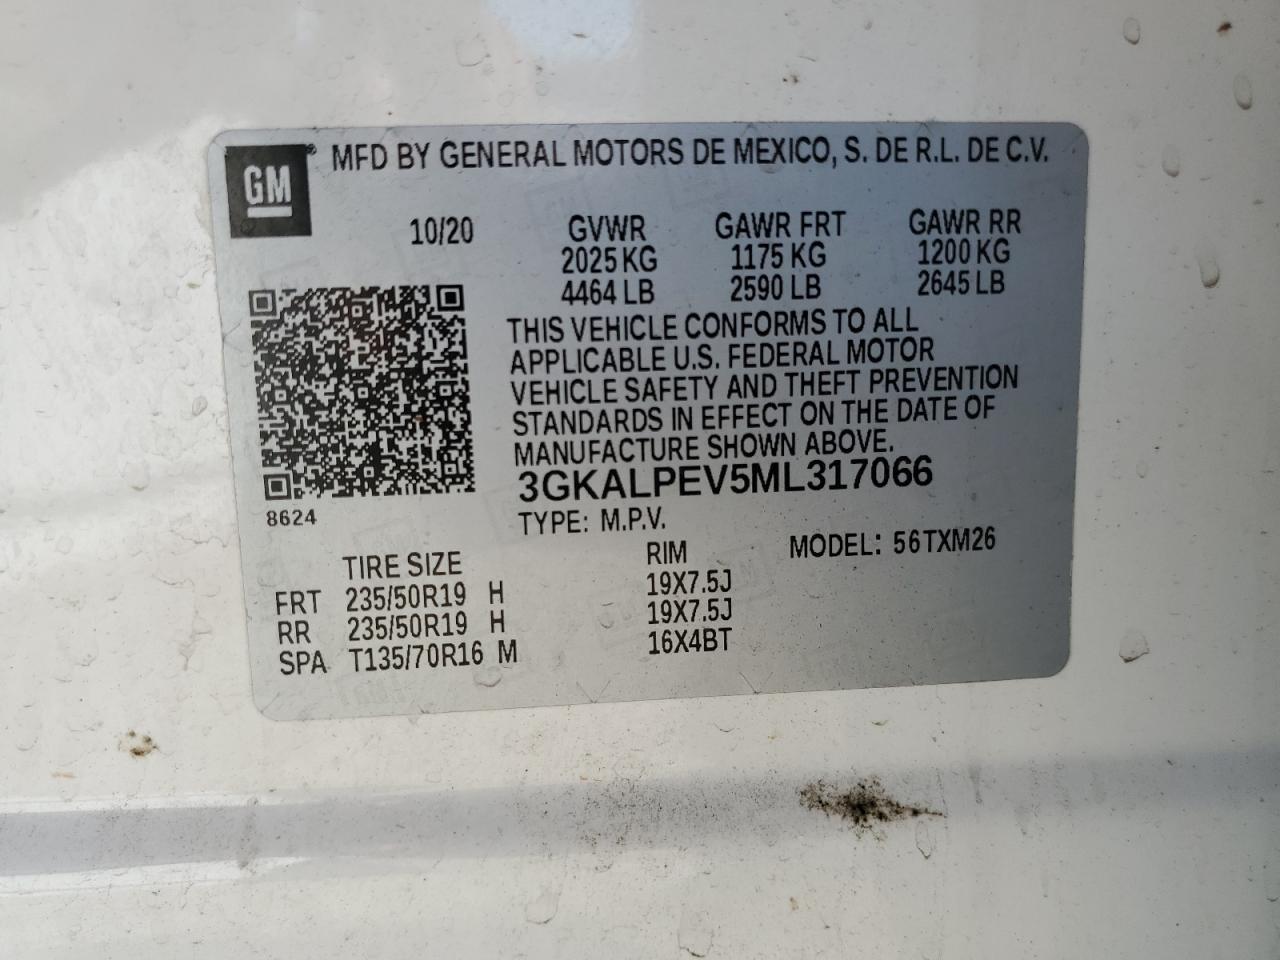 GM ® MFD BY GENERAL MOTORS DE MEXICO, S. DE R.L. DE C.V.
10/20 GVWR GAWR FRT GAWR RR
2025 KG 1175 KG 1200 KG
4464 LB 2590 LB 2645 LB
THIS VEHICLE CONFORMS TO ALL
APPLICABLE U.S. FEDERAL MOTOR
VEHICLE SAFETY AND THEFT PREVENTION
STANDARDS IN EFFECT ON THE DATE OF
MANUFACTURE SHOWN ABOVE.
3GKALPEV5ML317066
8624
TYPE: M.P.V.
TIRE SIZE RIM MODEL: 56TXM26
FRT 235/50R19 H 19X7.5J
RR 235/50R19 H 19X7.5J
SPA T135/70R16 M 16X4BT